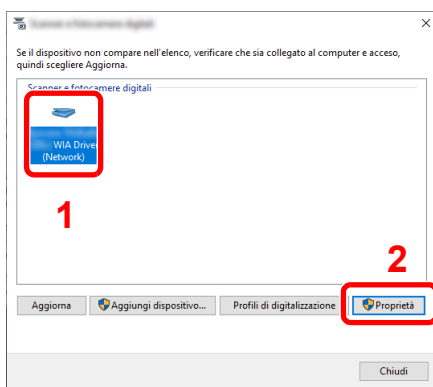 Se il dispositivo non compare nell'elenco, verificare che sia collegato al computer e acceso,
quindi scegliere Aggiorna.
Scanner e fotocamere digitali
WIA Driver
(Network)
1
2
Aggiorna
Aggiungi dispositivo...
Profili di digitalizzazione
Proprietà
Chiudi